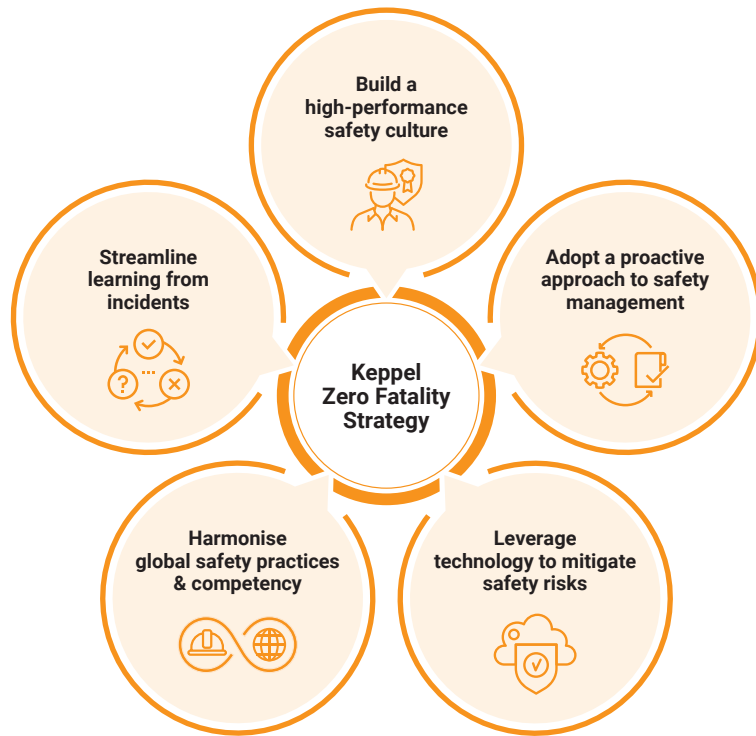 Build a
high-performance
safety culture
Streamline
learning from
incidents
Adopt a proactive
approach to safety
management
Keppel
Zero Fatality
Strategy
Harmonise
global safety practices
& competency
Leverage
technology to mitigate
safety risks